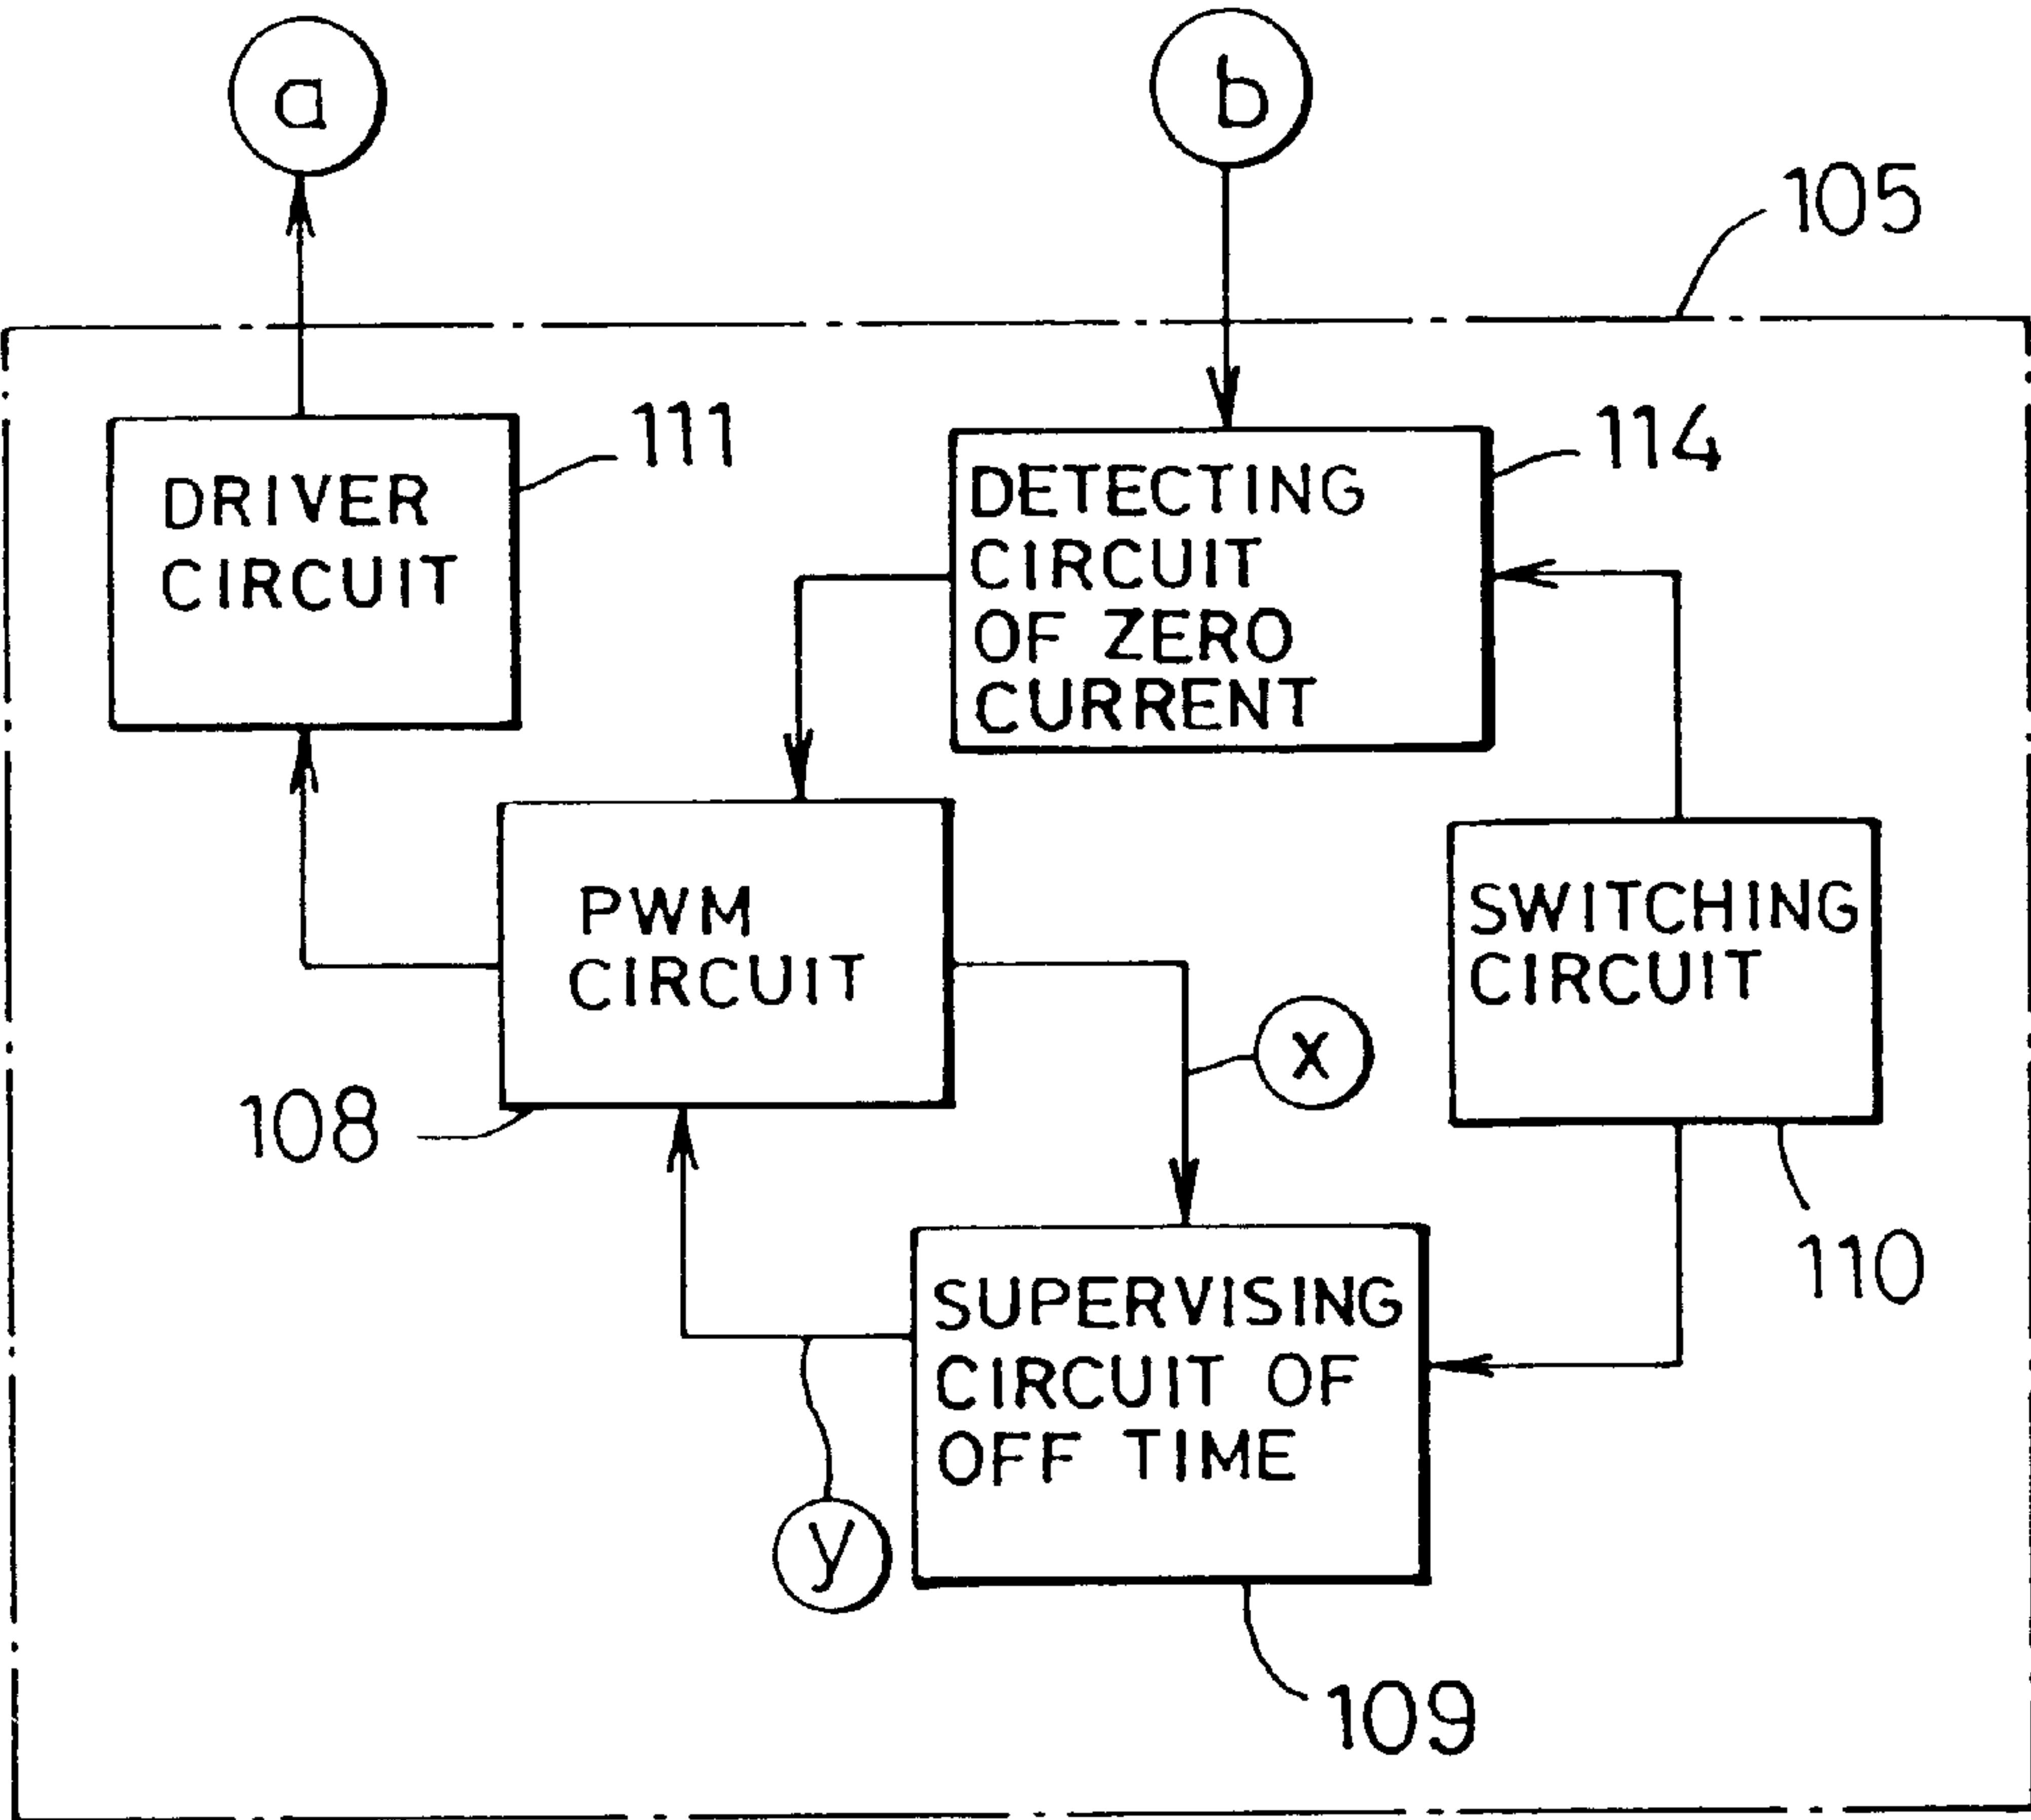 a
b
105
DRIVER
CIRCUIT
111
DETECTING
CIRCUIT
OF ZERO
CURRENT
114
PWM
CIRCUIT
108
SWITCHING
CIRCUIT
110
x
SUPERVISING
CIRCUIT OF
OFF TIME
y
109